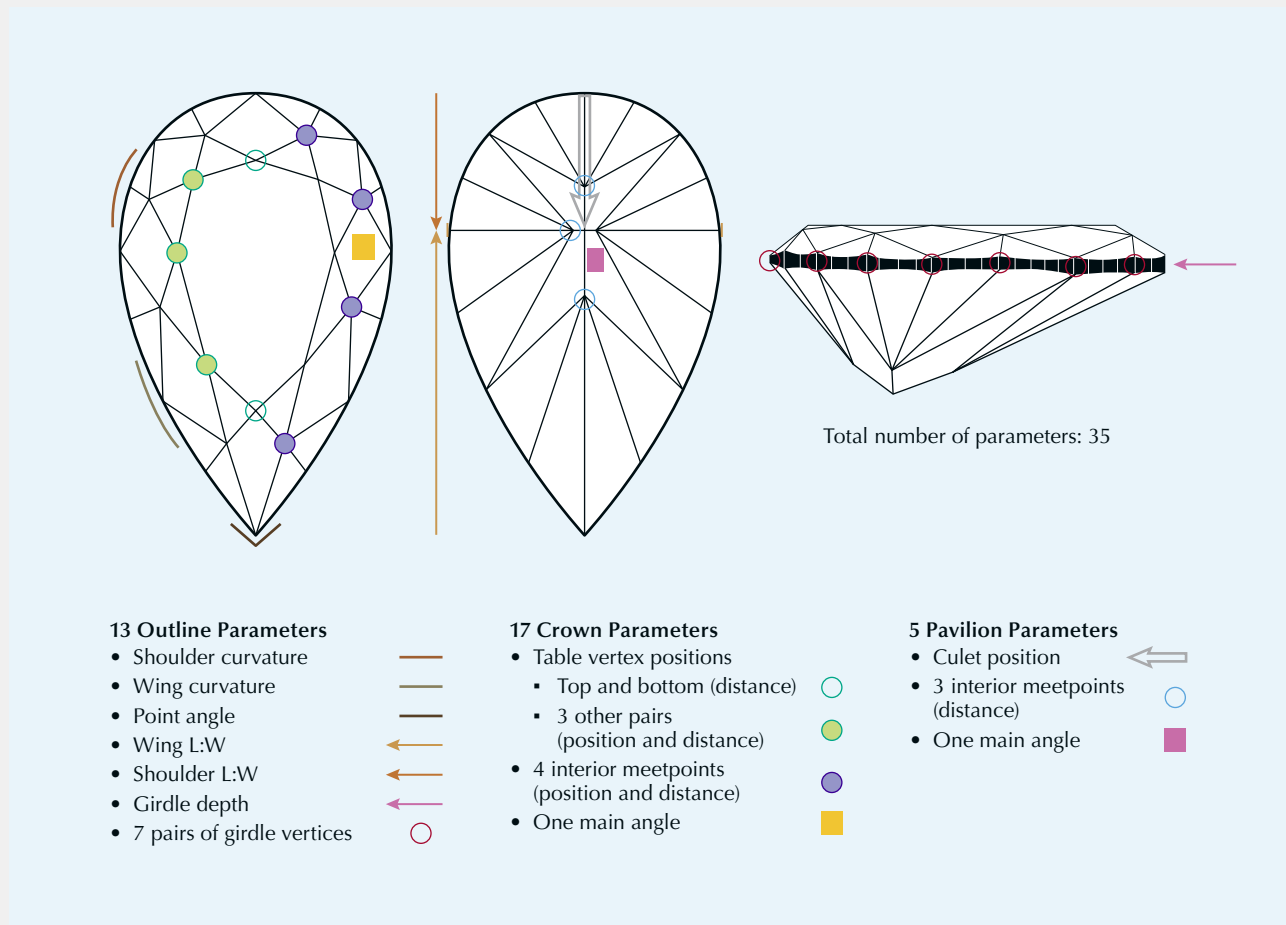 Total number of parameters: 35
13 Outline Parameters
• Shoulder curvature
• Wing curvature
• Point angle
• Wing L:W
• Shoulder L:W
• Girdle depth
• 7 pairs of girdle vertices
17 Crown Parameters
• Table vertex positions
▪ Top and bottom (distance)
▪ 3 other pairs
(position and distance)
• 4 interior meetpoints
(position and distance)
• One main angle
5 Pavilion Parameters
• Culet position
• 3 interior meetpoints
(distance)
• One main angle